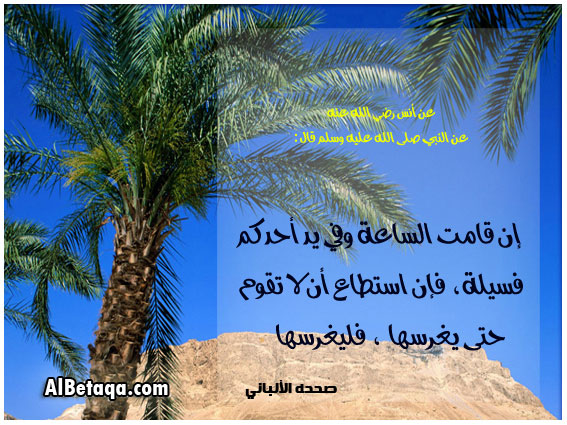 عن أنس رضي الله عنه
عن النبي صلى الله عليه وسلم قال :
إن قامت الساعة وفي يد أحدكم
فسيلة ، فإن استطاع أن لا تقوم
حتى يغرسها ، فليغرسها
صححه الألباني
AlBetaqa.com